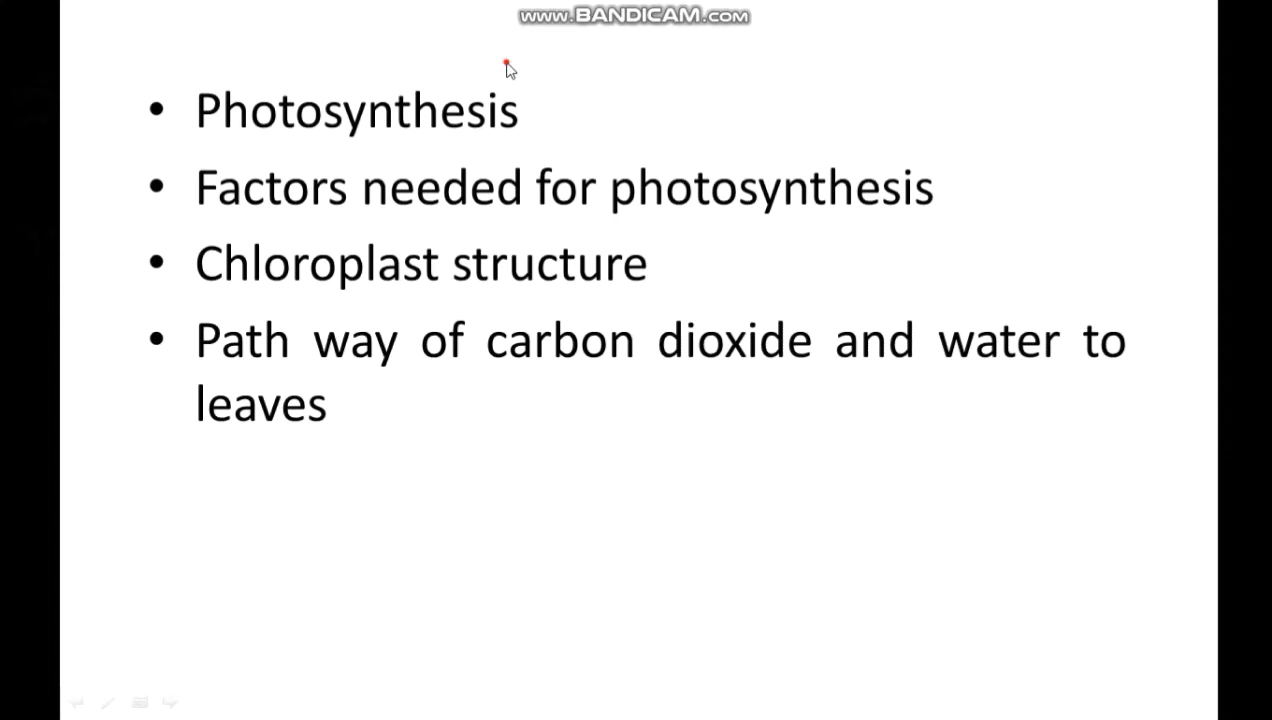 www.BANDICAM.com
• Photosynthesis
• Factors needed for photosynthesis
• Chloroplast structure
• Path way of carbon dioxide and water to
leaves